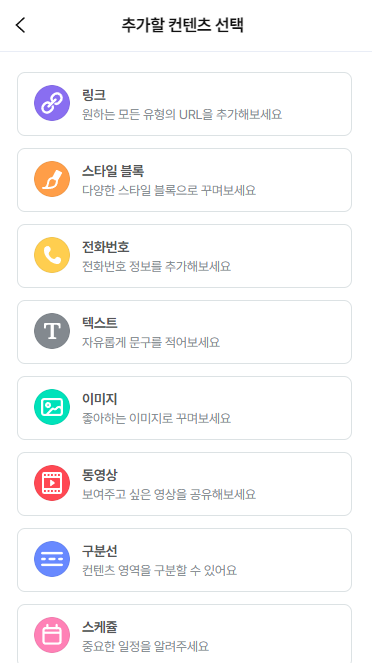 추가할 컨텐츠 선택
링크
원하는 모든 유형의 URL을 추가해보세요
스타일 블록
다양한 스타일 블록으로 꾸며보세요
전화번호
전화번호 정보를 추가해보세요
T
텍스트
자유롭게 문구를 적어보세요
이미지
좋아하는 이미지로 꾸며보세요
동영상
보여주고 싶은 영상을 공유해보세요
구분선
컨텐츠 영역을 구분할 수 있어요
스케쥴
중요한 일정을 알려주세요